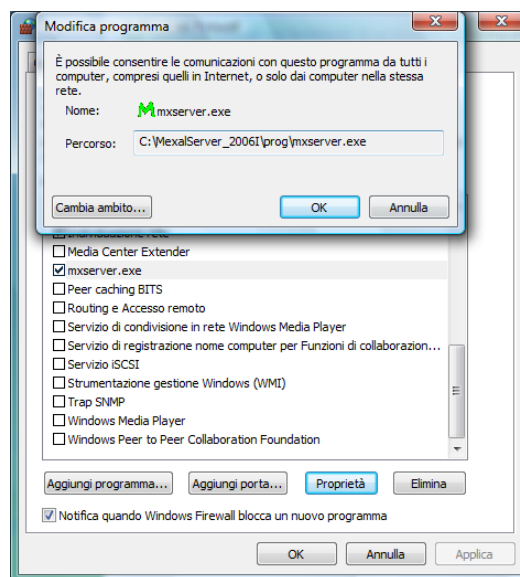 Modifica programma
È possibile consentire le comunicazioni con questo programma da tutti i
computer, compresi quelli in Internet, o solo dai computer nella stessa
rete.
Nome: mxserver.exe
Percorso: C:\MexalServer_2006I\prog\mxserver.exe
Cambia ambito... OK Annulla
Media Center Extender
mxserver.exe
Peer caching BITS
Routing e Accesso remoto
Servizio di condivisione in rete Windows Media Player
Servizio di registrazione nome computer per Funzioni di collaborazion...
Servizio iSCSI
Strumentazione gestione Windows (WMI)
Trap SNMP
Windows Media Player
Windows Peer to Peer Collaboration Foundation
Aggiungi programma... Aggiungi porta... Proprietà Elimina
Notifica quando Windows Firewall blocca un nuovo programma
OK Annulla Applica